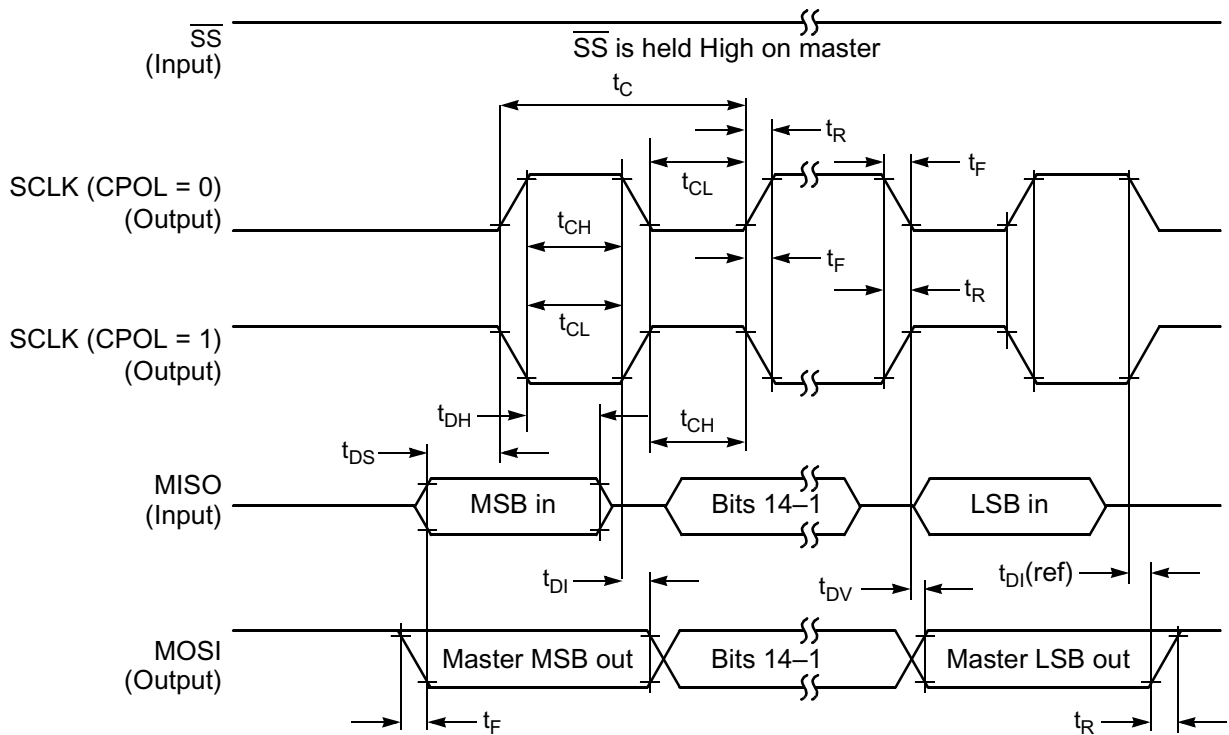 SS
(Input)
SS is held High on master
tC
tR
tF
SCLK (CPOL = 0)
(Output)
tCL
tCH
tF
tR
SCLK (CPOL = 1)
(Output)
tCL
tDH
tCH
tDS
MISO
(Input)
MSB in
Bits 14–1
LSB in
tDI
tDV
tDI(ref)
MOSI
(Output)
Master MSB out
Bits 14–1
Master LSB out
tF
tR